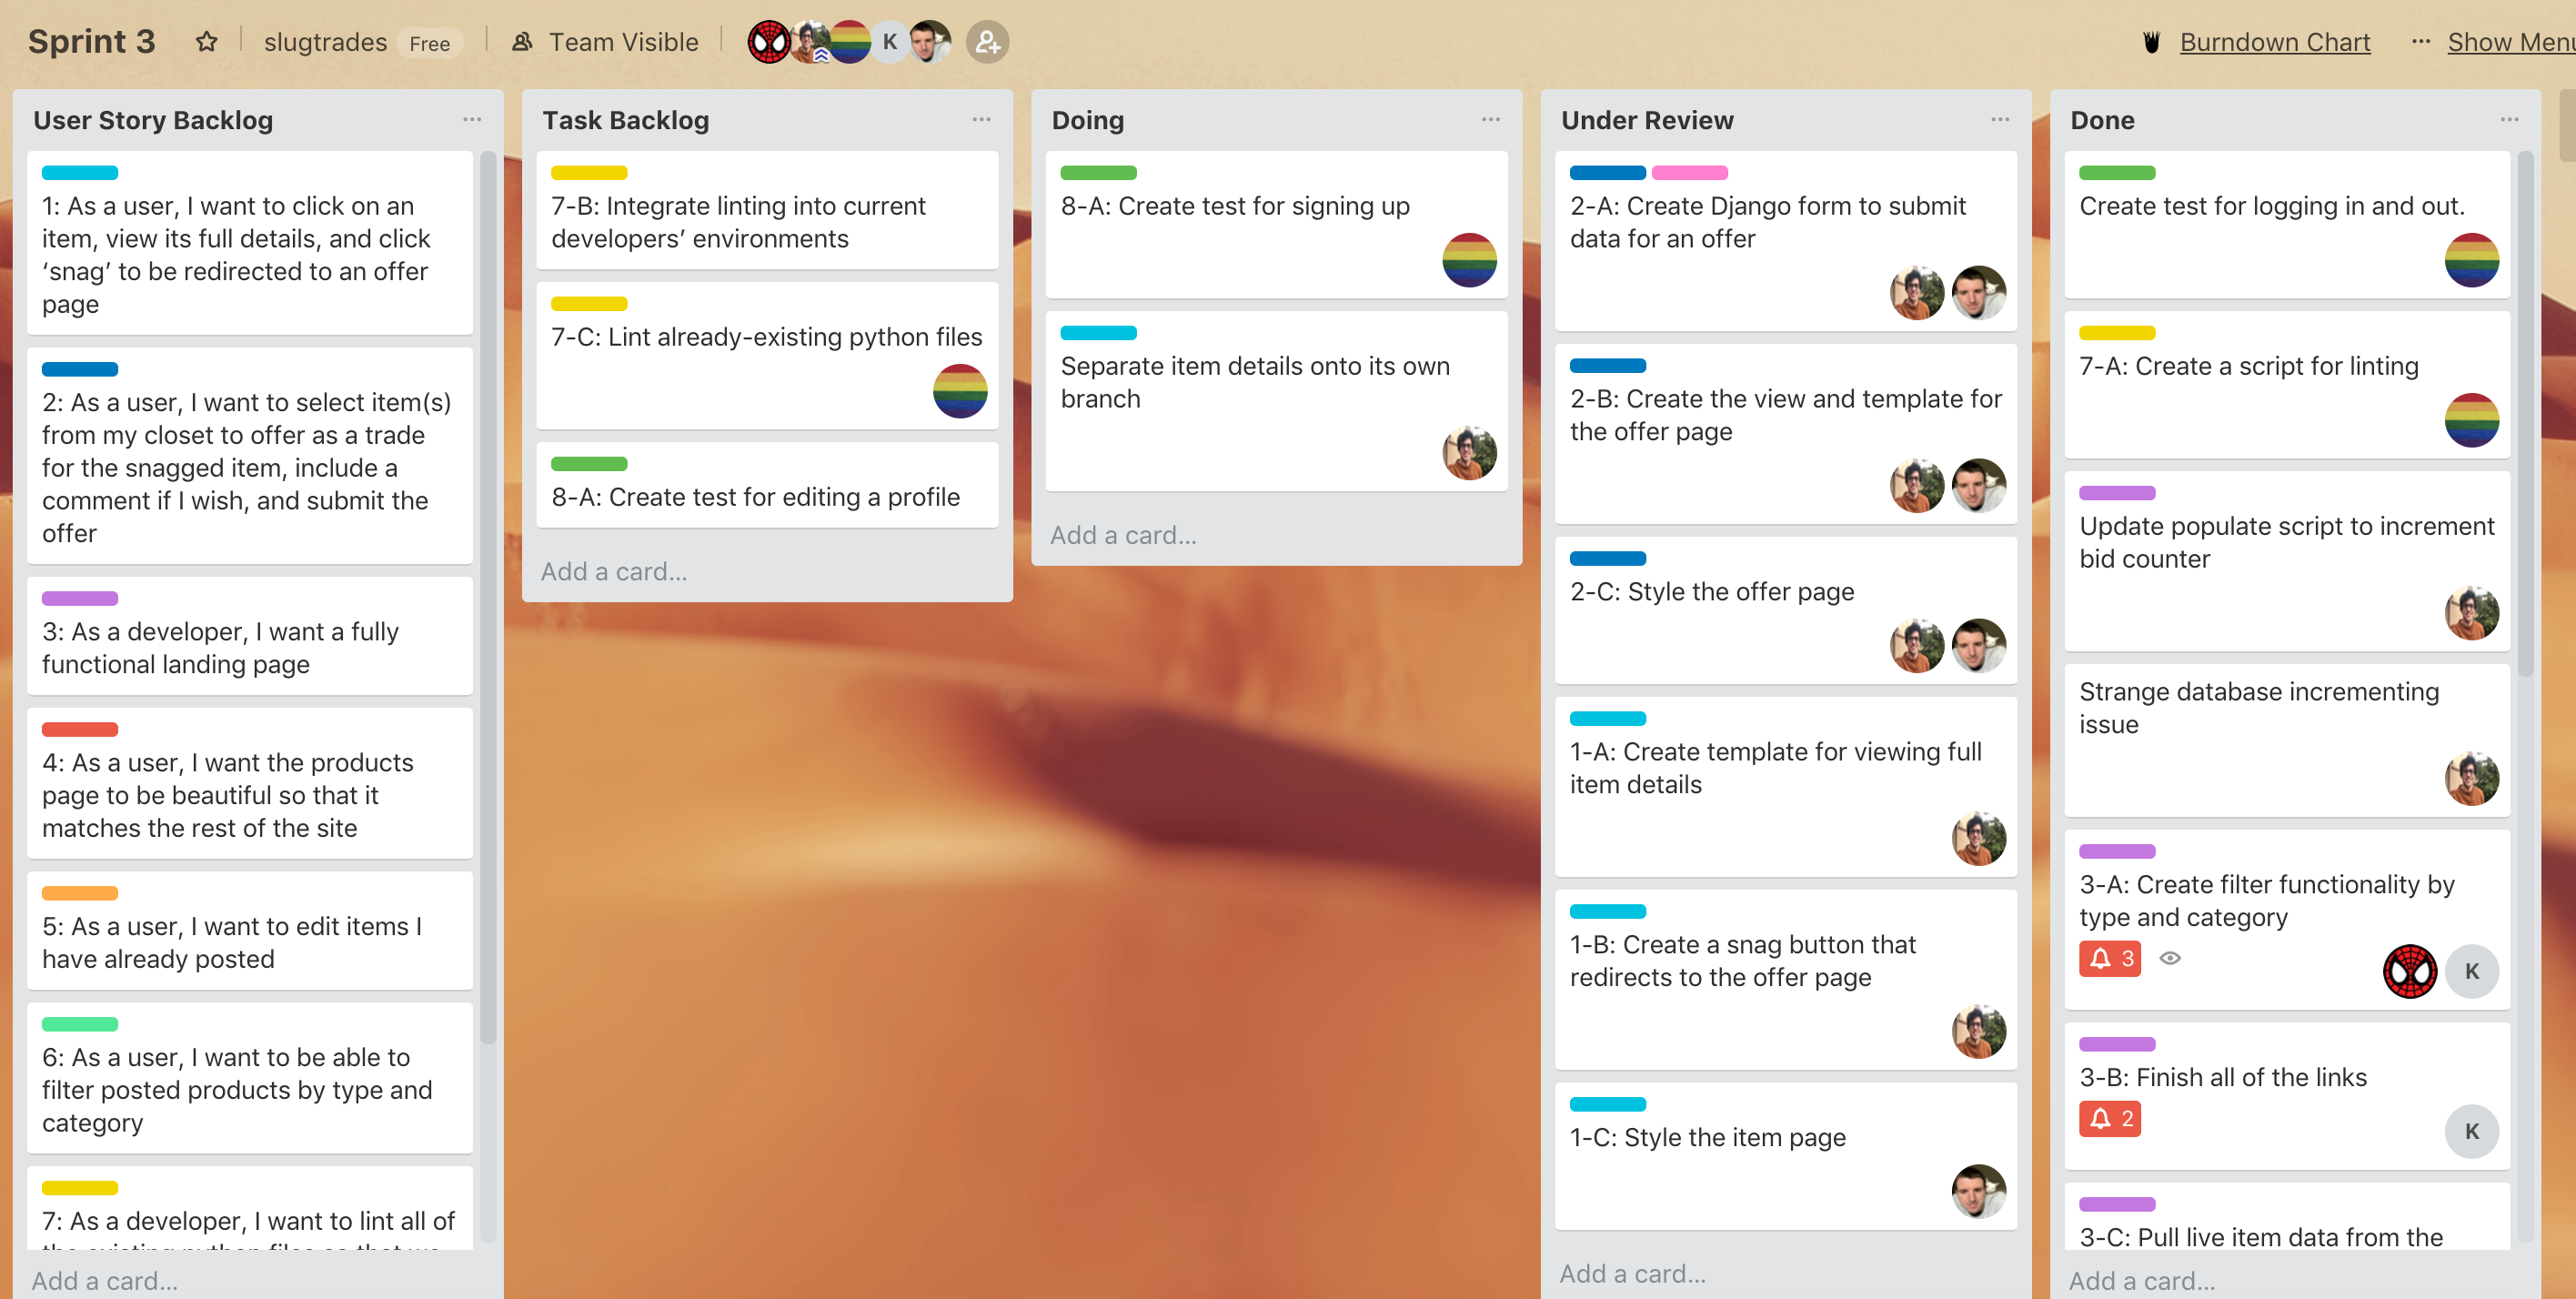 Sprint 3
slugtrades Free
Team Visible
K
Burndown Chart
Show Menu
User Story Backlog
1: As a user, I want to click on an
item, view its full details, and click
‘snag’ to be redirected to an offer
page
2: As a user, I want to select item(s)
from my closet to offer as a trade
for the snagged item, include a
comment if I wish, and submit the
offer
3: As a developer, I want a fully
functional landing page
4: As a user, I want the products
page to be beautiful so that it
matches the rest of the site
5: As a user, I want to edit items I
have already posted
6: As a user, I want to be able to
filter posted products by type and
category
7: As a developer, I want to lint all of
the existing python files so that we
Add a card...
Task Backlog
7-B: Integrate linting into current
developers’ environments
7-C: Lint already-existing python files
8-A: Create test for editing a profile
Add a card...
Doing
8-A: Create test for signing up
Separate item details onto its own
branch
Add a card...
Under Review
2-A: Create Django form to submit
data for an offer
2-B: Create the view and template for
the offer page
2-C: Style the offer page
1-A: Create template for viewing full
item details
1-B: Create a snag button that
redirects to the offer page
1-C: Style the item page
Add a card...
Done
Create test for logging in and out.
7-A: Create a script for linting
Update populate script to increment
bid counter
Strange database incrementing
issue
3-A: Create filter functionality by
type and category
3
K
3-B: Finish all of the links
2
K
3-C: Pull live item data from the
Add a card...